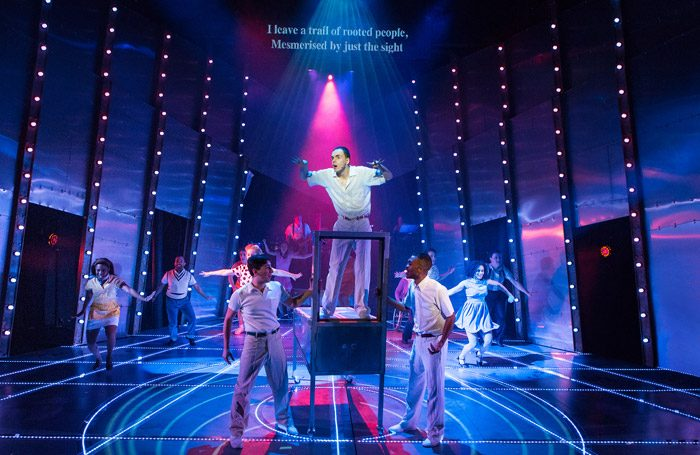 I leave a trail of rooted people,
Mesmerised by just the sight